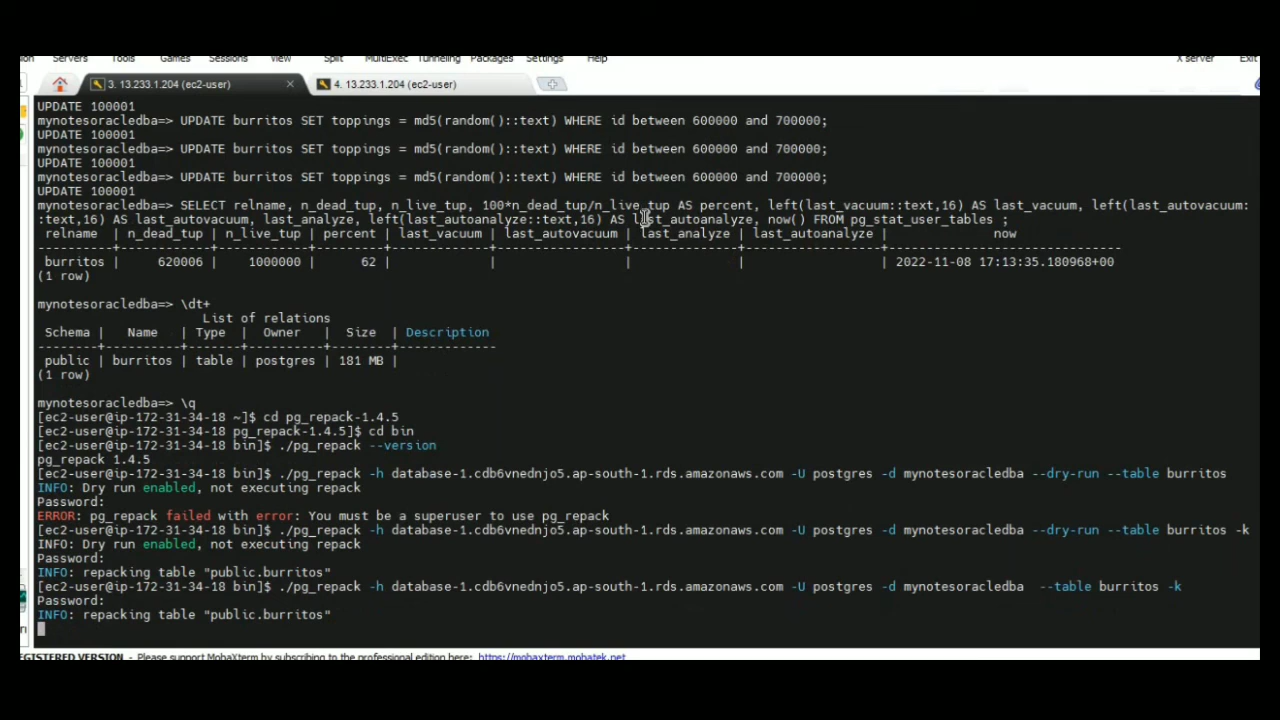 Servers Tools Games Sessions View Split MultiExec Tunneling Packages Settings Help X server Exit
3. 13.233.1.204 (ec2-user) 4. 13.233.1.204 (ec2-user)
UPDATE 100001
mynotesoracledba=> UPDATE burritos SET toppings = md5(random()::text) WHERE id between 600000 and 700000;
UPDATE 100001
mynotesoracledba=> UPDATE burritos SET toppings = md5(random()::text) WHERE id between 600000 and 700000;
UPDATE 100001
mynotesoracledba=> UPDATE burritos SET toppings = md5(random()::text) WHERE id between 600000 and 700000;
UPDATE 100001
mynotesoracledba=> SELECT relname, n_dead_tup, n_live_tup, 100*n_dead_tup/n_live_tup AS percent, left(last_vacuum::text,16) AS last_vacuum, left(last_autovacuum:
:text,16) AS last_autovacuum, last_analyze, left(last_autoanalyze::text,16) AS last_autoanalyze, now() FROM pg_stat_user_tables ;
relname | n_dead_tup | n_live_tup | percent | last_vacuum | last_autovacuum | last_analyze | last_autoanalyze | now
----------+------------+------------+---------+-------------+-----------------+--------------+------------------+-------------------------------
burritos | 620006 | 1000000 | 62 | | | | | 2022-11-08 17:13:35.180968+00
(1 row)
mynotesoracledba=> \dt+
List of relations
Schema | Name | Type | Owner | Size | Description
--------+----------+-------+----------+--------+-------------
public | burritos | table | postgres | 181 MB |
(1 row)
mynotesoracledba=> \q
[ec2-user@ip-172-31-34-18 ~]$ cd pg_repack-1.4.5
[ec2-user@ip-172-31-34-18 pg_repack-1.4.5]$ cd bin
[ec2-user@ip-172-31-34-18 bin]$ ./pg_repack --version
pg_repack 1.4.5
[ec2-user@ip-172-31-34-18 bin]$ ./pg_repack -h database-1.cdb6vnednjo5.ap-south-1.rds.amazonaws.com -U postgres -d mynotesoracledba --dry-run --table burritos
INFO: Dry run enabled, not executing repack
Password:
ERROR: pg_repack failed with error: You must be a superuser to use pg_repack
[ec2-user@ip-172-31-34-18 bin]$ ./pg_repack -h database-1.cdb6vnednjo5.ap-south-1.rds.amazonaws.com -U postgres -d mynotesoracledba --dry-run --table burritos -k
INFO: Dry run enabled, not executing repack
Password:
INFO: repacking table "public.burritos"
[ec2-user@ip-172-31-34-18 bin]$ ./pg_repack -h database-1.cdb6vnednjo5.ap-south-1.rds.amazonaws.com -U postgres -d mynotesoracledba --table burritos -k
Password:
INFO: repacking table "public.burritos"
EGISTERED VERSION - Please support MobaXterm by subscribing to the professional edition here: https://mobaxterm.mobatek.net